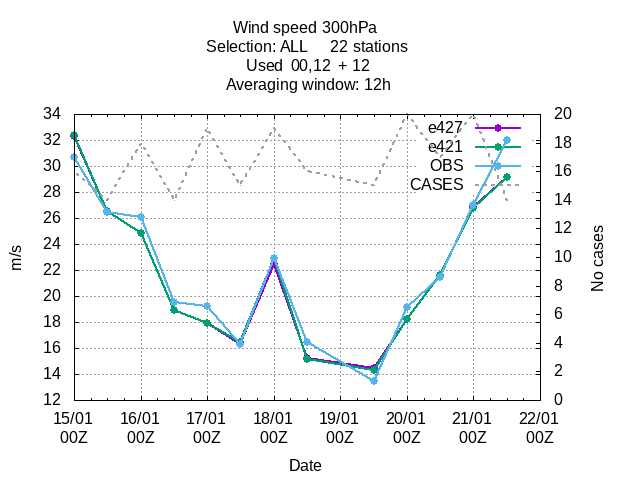 Wind speed 300hPa
Selection: ALL 22 stations
Used 00,12 + 12
Averaging window: 12h
34 20
e427
32 18
e421
30 16
OBS
28 14
CASES
26 12
24 10
22 8
20 6
18 4
16 2
14 0
12
m/s
No cases
15/01 16/01 17/01 18/01 19/01 20/01 21/01 22/01
00Z 00Z 00Z 00Z 00Z 00Z 00Z 00Z
Date